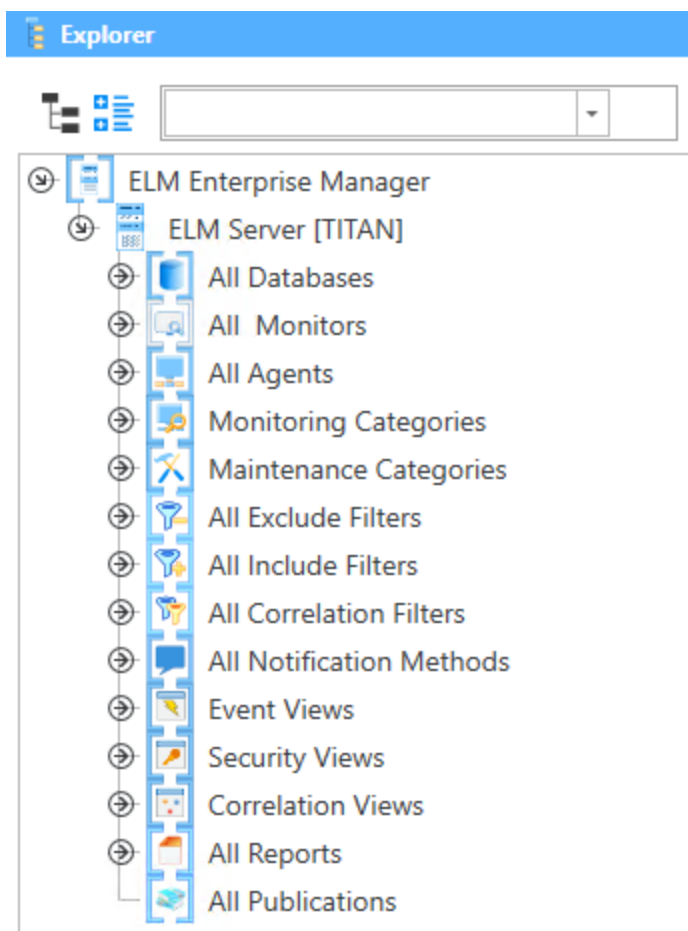 Explorer
ELM Enterprise Manager
ELM Server [TITAN]
All Databases
All  Monitors
All Agents
Monitoring Categories
Maintenance Categories
All Exclude Filters
All Include Filters
All Correlation Filters
All Notification Methods
Event Views
Security Views
Correlation Views
All Reports
All Publications